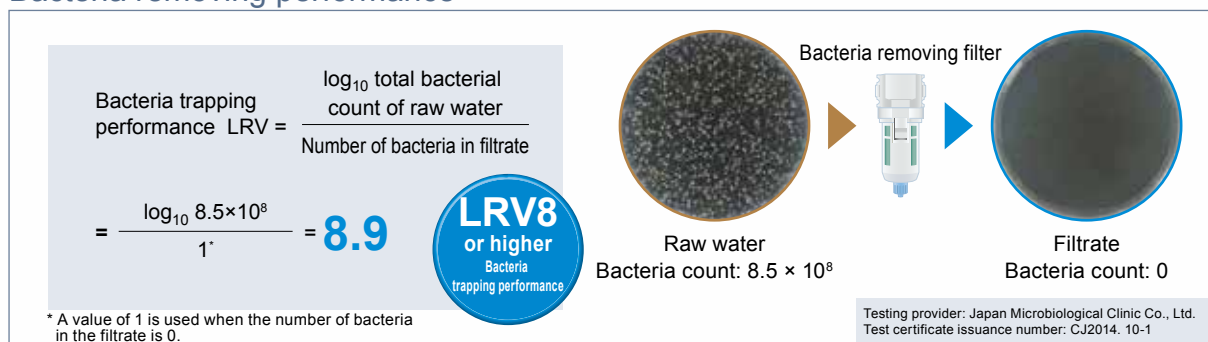 Bacteria removing performance
Bacteria trapping
performance LRV =
log₁₀ total bacterial
count of raw water
Number of bacteria in filtrate
= log₁₀ 8.5×10⁸
1*
= 8.9
LRV8
or higher
Bacteria
trapping performance
* A value of 1 is used when the number of bacteria
in the filtrate is 0.
Bacteria removing filter
Raw water
Bacteria count: 8.5 × 10⁸
Filtrate
Bacteria count: 0
Testing provider: Japan Microbiological Clinic Co., Ltd.
Test certificate issuance number: CJ2014. 10-1